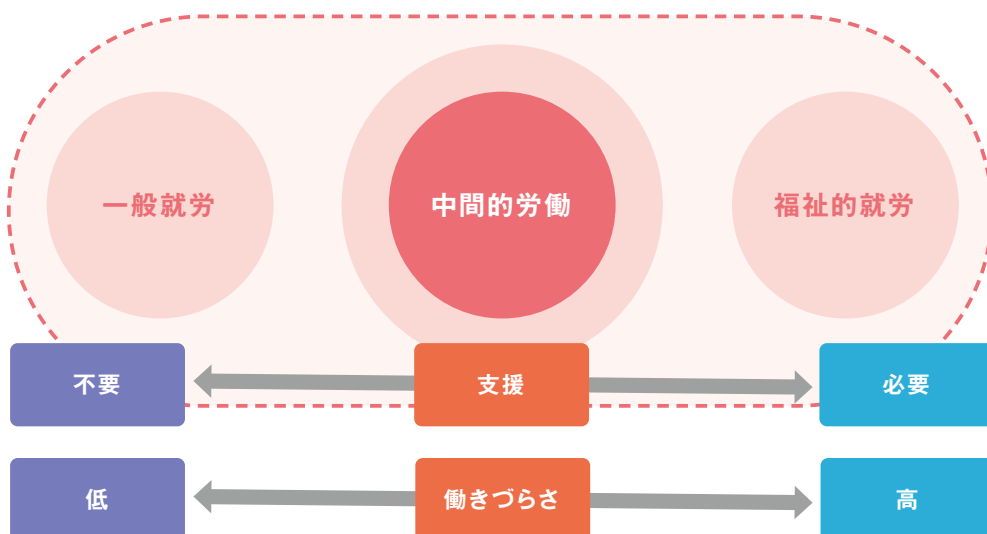 一般就労
中間的労働
福祉的就労
不要
支援
必要
低
働きづらさ
高